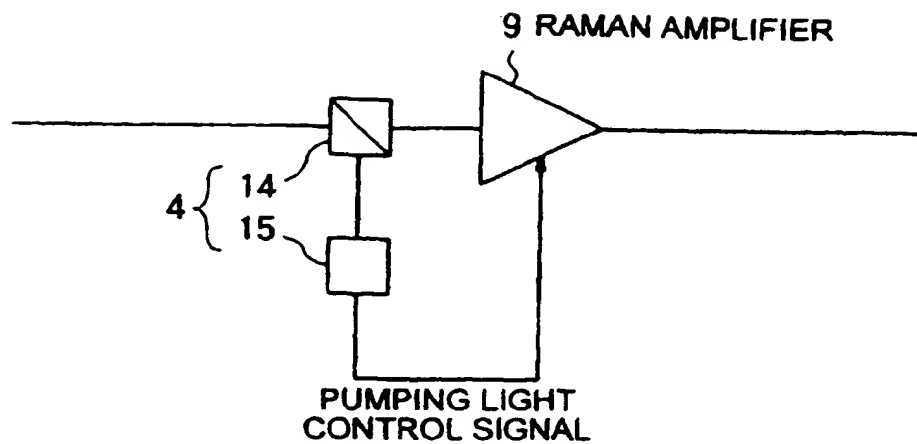 9 RAMAN AMPLIFIER
14
4
15
PUMPING LIGHT
CONTROL SIGNAL